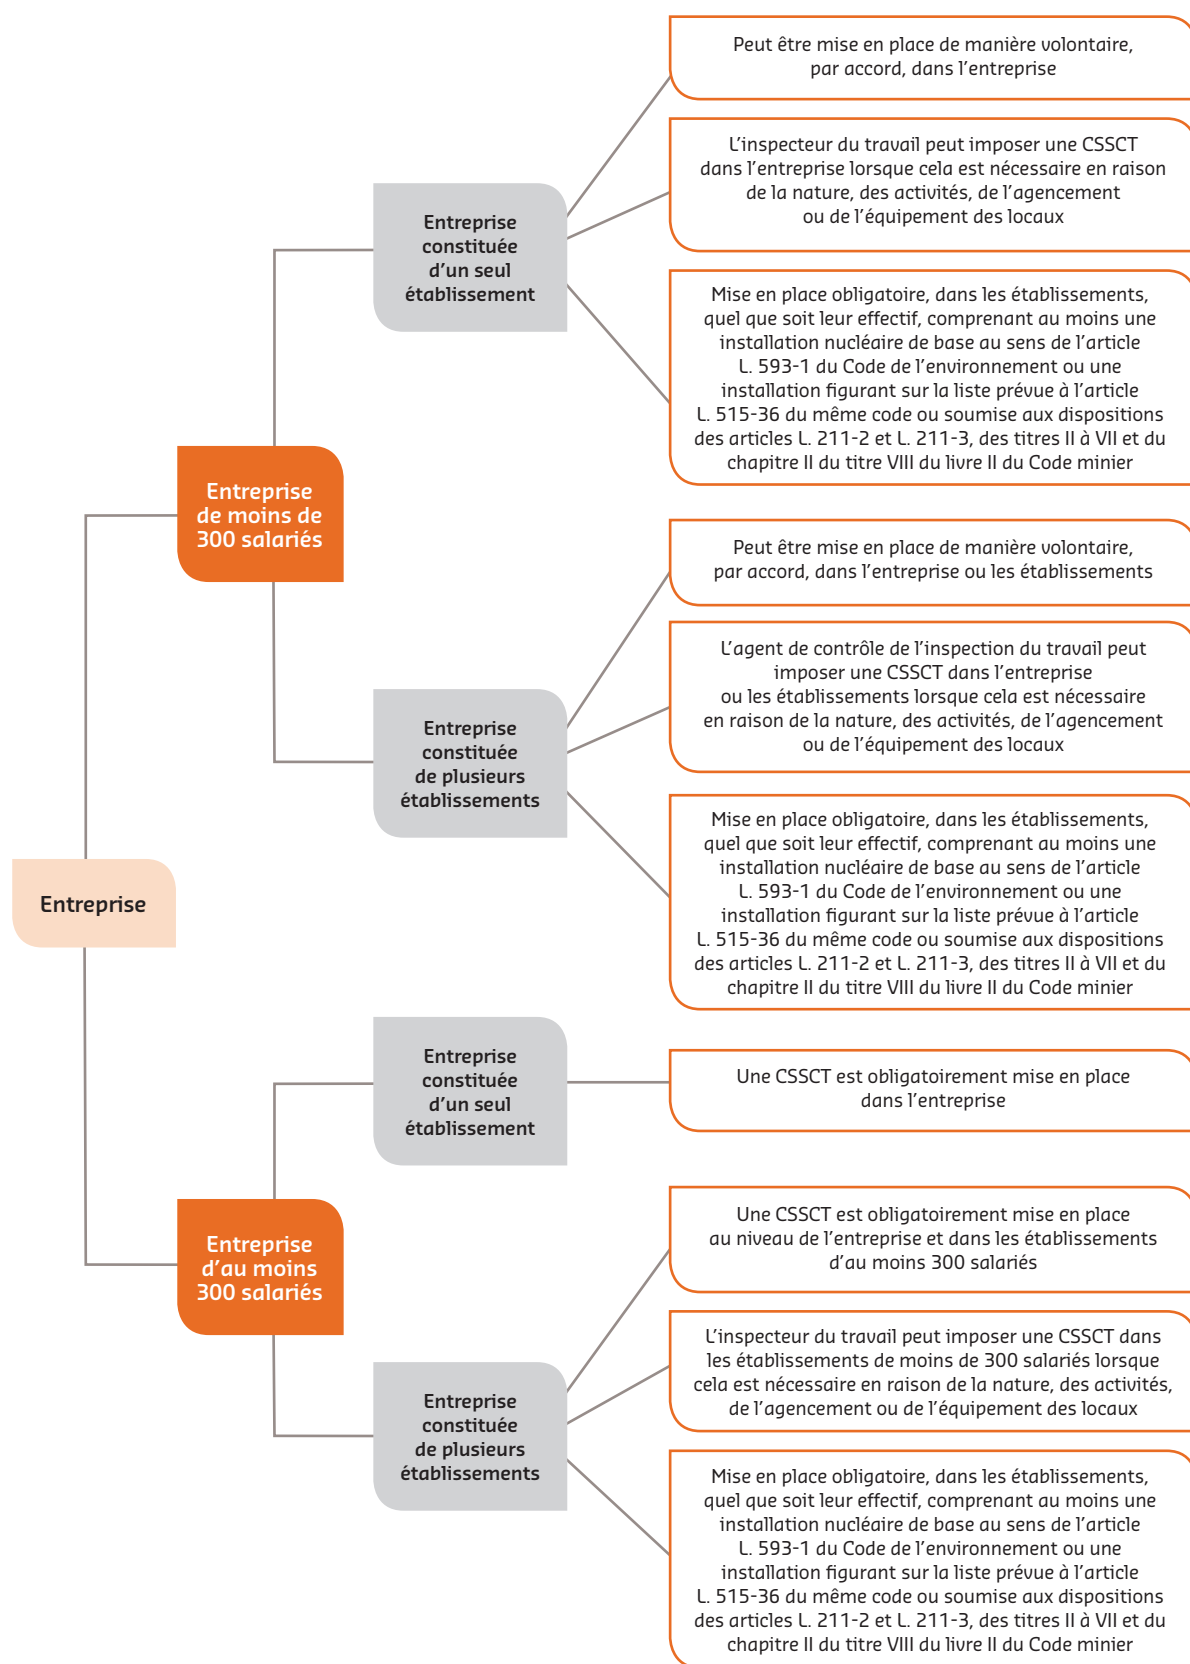 Entreprise
Entreprise
de moins de
300 salariés
Entreprise
constituée
d’un seul
établissement
Peut être mise en place de manière volontaire,
par accord, dans l’entreprise
L’inspecteur du travail peut imposer une CSSCT
dans l’entreprise lorsque cela est nécessaire en raison
de la nature, des activités, de l’agencement
ou de l’équipement des locaux
Mise en place obligatoire, dans les établissements,
quel que soit leur effectif, comprenant au moins une
installation nucléaire de base au sens de l’article
L. 593-1 du Code de l’environnement ou une
installation figurant sur la liste prévue à l’article
L. 515-36 du même code ou soumise aux dispositions
des articles L. 211-2 et L. 211-3, des titres II à VII et du
chapitre II du titre VIII du livre II du Code minier
Entreprise
constituée
de plusieurs
établissements
Peut être mise en place de manière volontaire,
par accord, dans l’entreprise ou les établissements
L’agent de contrôle de l’inspection du travail peut
imposer une CSSCT dans l’entreprise
ou les établissements lorsque cela est nécessaire
en raison de la nature, des activités, de l’agencement
ou de l’équipement des locaux
Mise en place obligatoire, dans les établissements,
quel que soit leur effectif, comprenant au moins une
installation nucléaire de base au sens de l’article
L. 593-1 du Code de l’environnement ou une
installation figurant sur la liste prévue à l’article
L. 515-36 du même code ou soumise aux dispositions
des articles L. 211-2 et L. 211-3, des titres II à VII et du
chapitre II du titre VIII du livre II du Code minier
Entreprise
d’au moins
300 salariés
Entreprise
constituée
d’un seul
établissement
Une CSSCT est obligatoirement mise en place
dans l’entreprise
Entreprise
constituée
de plusieurs
établissements
Une CSSCT est obligatoirement mise en place
au niveau de l’entreprise et dans les établissements
d’au moins 300 salariés
L’inspecteur du travail peut imposer une CSSCT dans
les établissements de moins de 300 salariés lorsque
cela est nécessaire en raison de la nature, des activités,
de l’agencement ou de l’équipement des locaux
Mise en place obligatoire, dans les établissements,
quel que soit leur effectif, comprenant au moins une
installation nucléaire de base au sens de l’article
L. 593-1 du Code de l’environnement ou une
installation figurant sur la liste prévue à l’article
L. 515-36 du même code ou soumise aux dispositions
des articles L. 211-2 et L. 211-3, des titres II à VII et du
chapitre II du titre VIII du livre II du Code minier